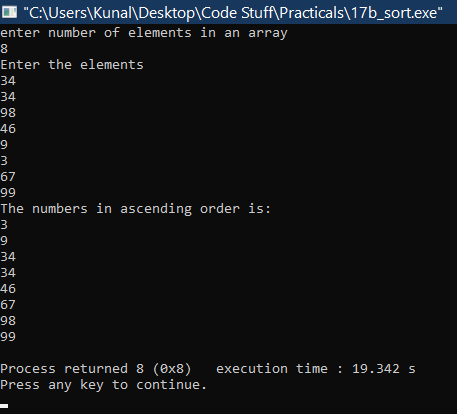 "C:\Users\Kunal\Desktop\Code Stuff\Practicals\17b_sort.exe"
enter number of elements in an array
8
Enter the elements
34
34
98
46
9
3
67
99
The numbers in ascending order is:
3
9
34
34
46
67
98
99
Process returned 8 (0x8)   execution time : 19.342 s
Press any key to continue.